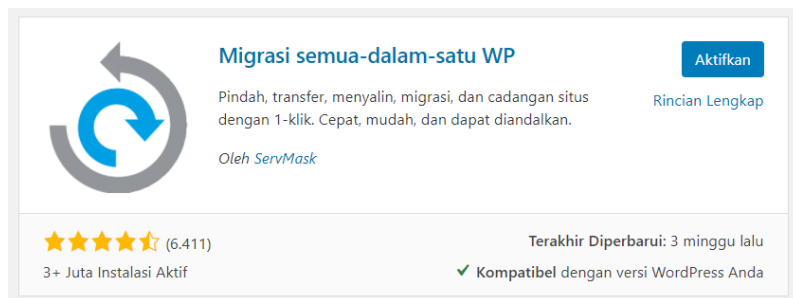 Migrasi semua-dalam-satu WP
Aktifkan
Pindah, transfer, menyalin, migrasi, dan cadangan situs
dengan 1-klik. Cepat, mudah, dan dapat diandalkan.
Rincian Lengkap
Oleh ServMask
(6.411)
Terakhir Diperbarui: 3 minggu lalu
3+ Juta Instalasi Aktif
Kompatibel dengan versi WordPress Anda